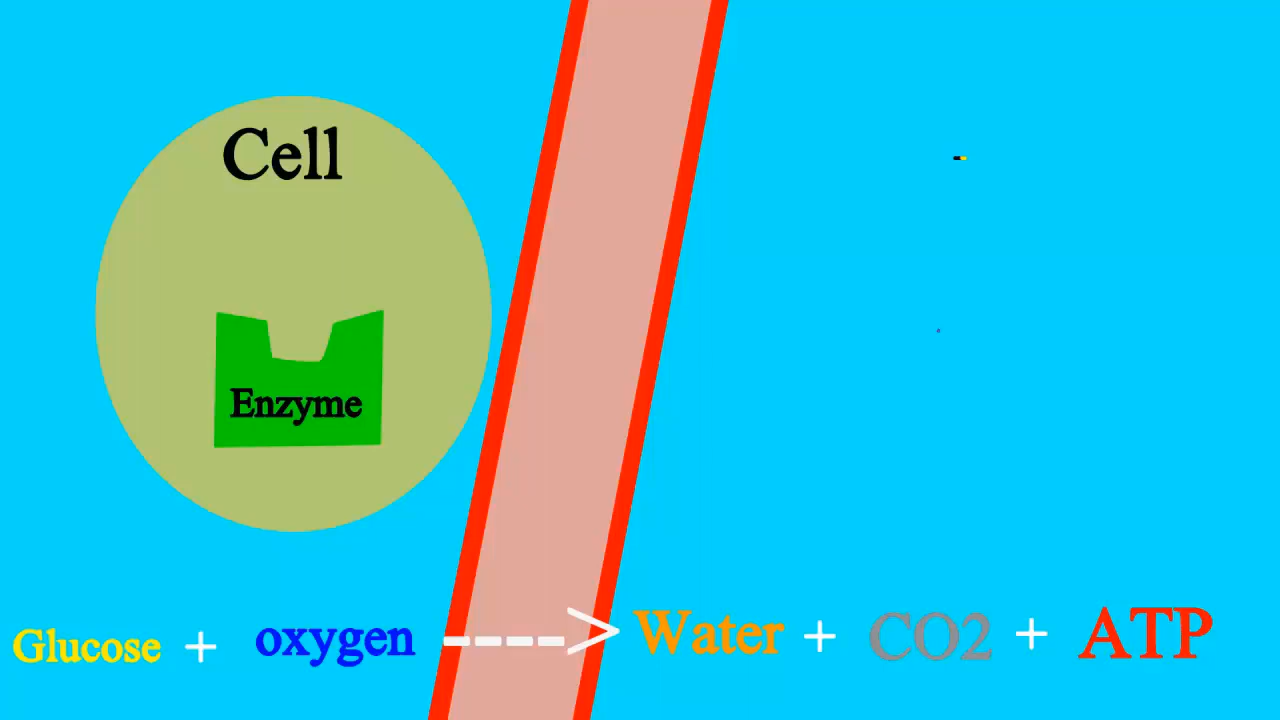 Cell
Enzyme
Glucose + oxygen ----> Water + CO2 + ATP